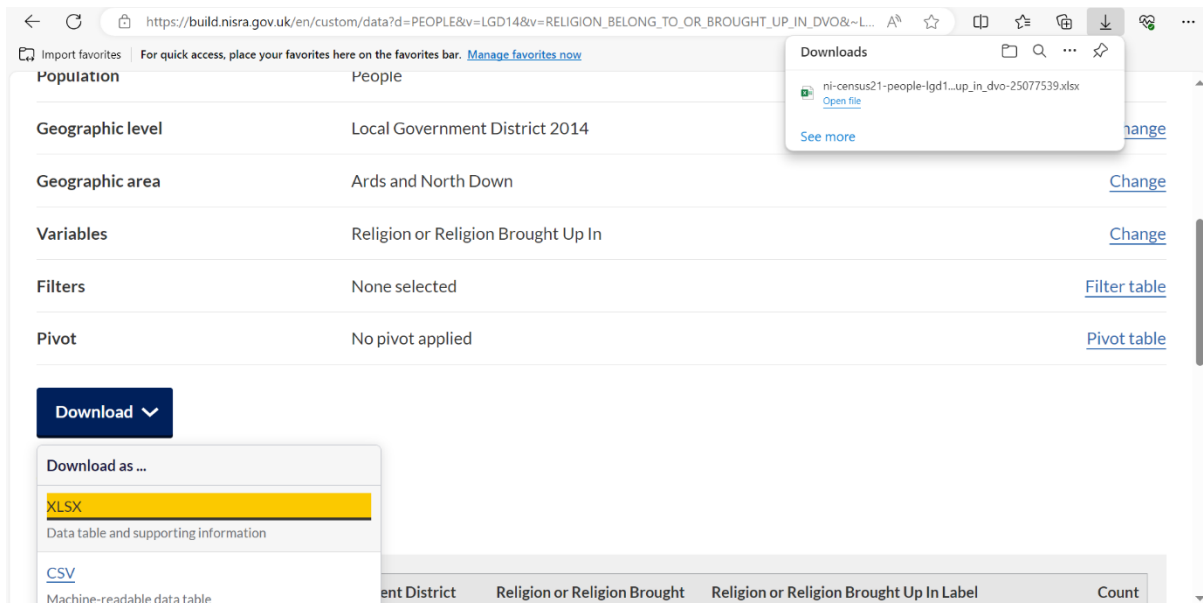 https://build.nisra.gov.uk/en/custom/data?d=PEOPLE&v=LGD14&v=RELIGION_BELONG_TO_OR_BROUGHT_UP_IN_DVO&~L...
Import favorites For quick access, place your favorites here on the favorites bar. Manage favorites now
Downloads
ni-census21-people-lgd1...up_in_dvo-25077539.xlsx
Open file
See more
Population People
Geographic level Local Government District 2014 hange
Geographic area Ards and North Down Change
Variables Religion or Religion Brought Up In Change
Filters None selected Filter table
Pivot No pivot applied Pivot table
Download
Download as ...
XLSX
Data table and supporting information
CSV
Machine-readable data table
ent District Religion or Religion Brought Religion or Religion Brought Up In Label Count